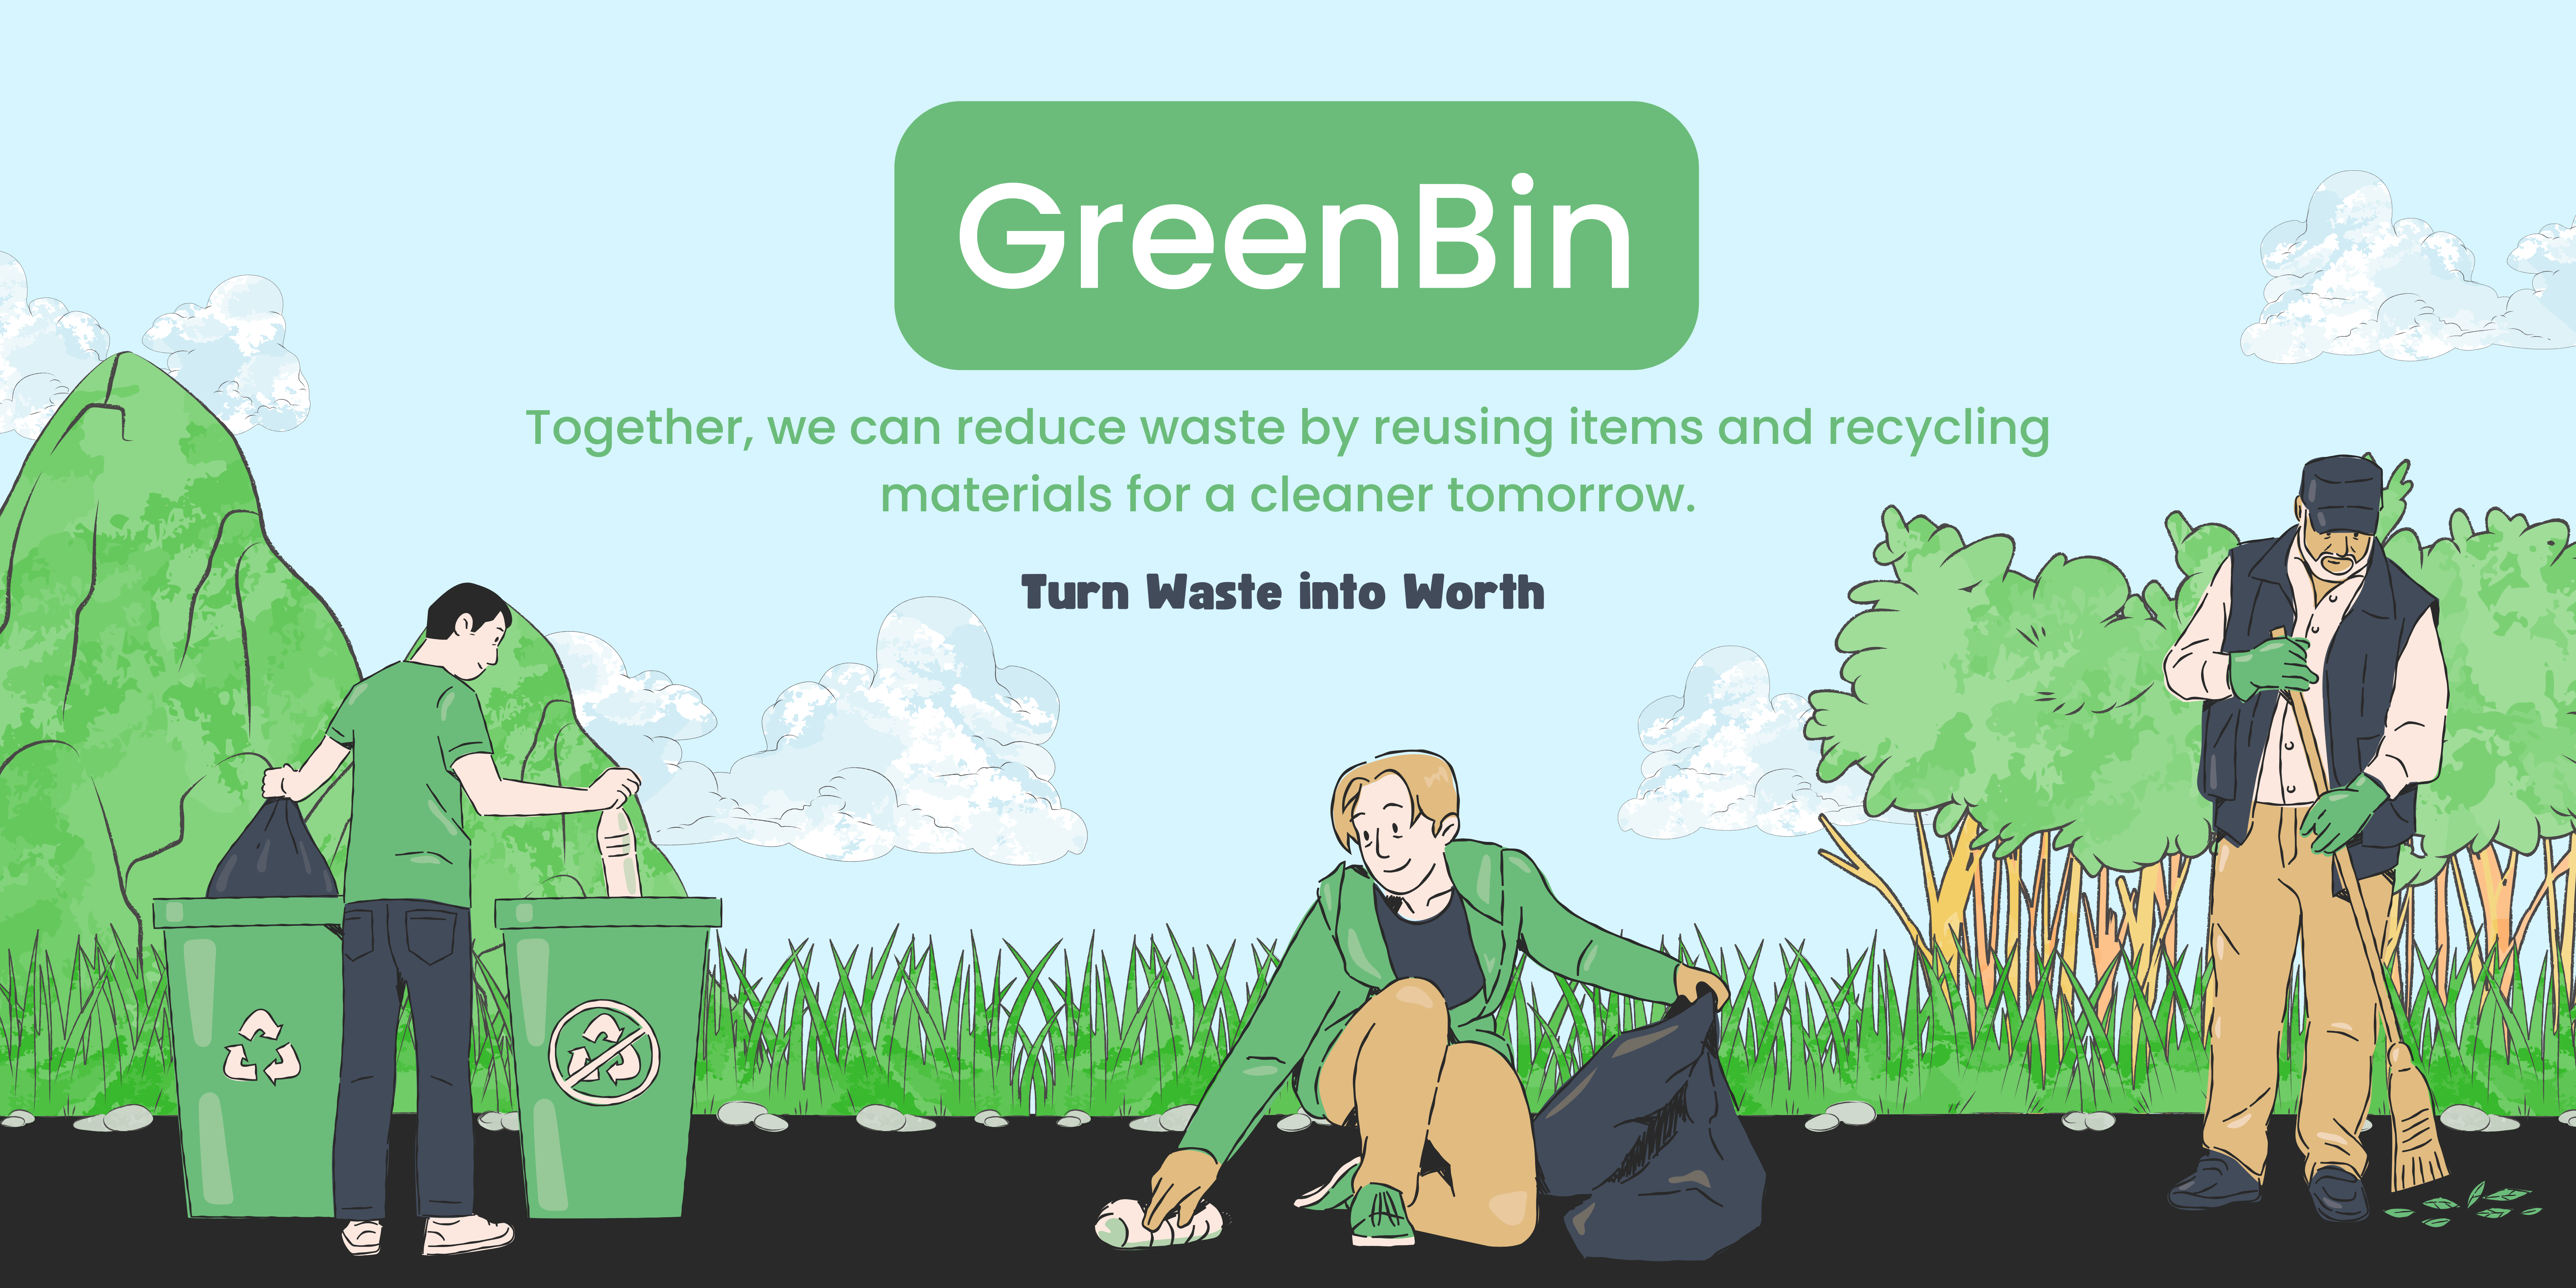 GreenBin
Together, we can reduce waste by reusing items and recycling
materials for a cleaner tomorrow.
Turn Waste into Worth